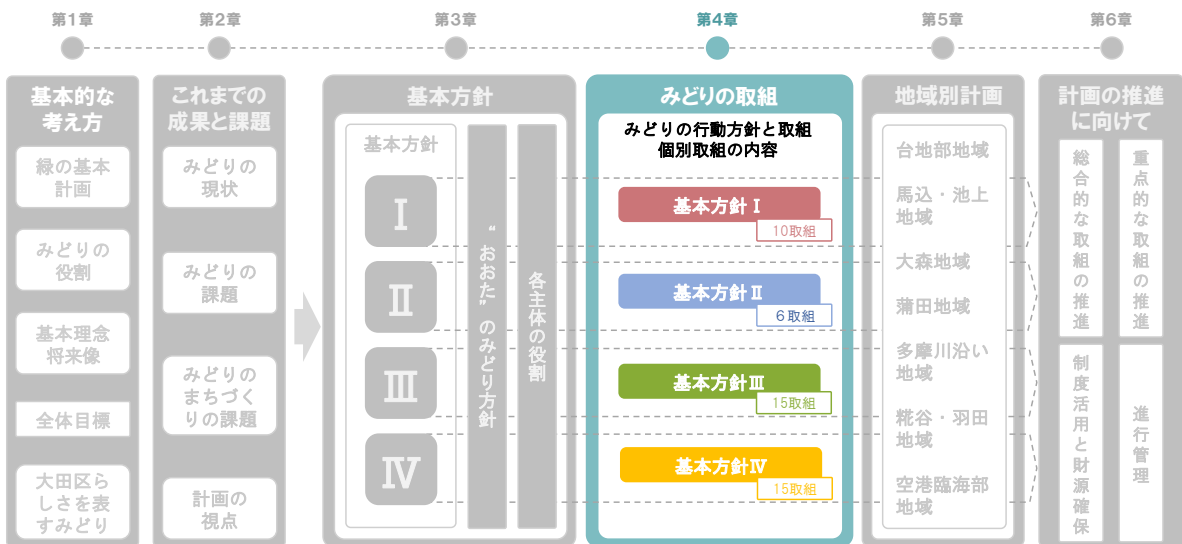 第1章
第2章
第3章
第4章
第5章
第6章
基本的な
考え方
緑の基本
計画
みどりの
役割
基本理念
将来像
全体目標
大田区ら
しさを表
すみどり
これまでの
成果と課題
みどりの
現状
みどりの
課題
みどりの
まちづく
りの課題
計画の
視点
基本方針
基本方針
Ⅰ
Ⅱ
Ⅲ
Ⅳ
“おおた”のみどり方針
各主体の役割
みどりの取組
みどりの行動方針と取組
個別取組の内容
基本方針Ⅰ
10取組
基本方針Ⅱ
6取組
基本方針Ⅲ
15取組
基本方針Ⅳ
15取組
地域別計画
台地部地域
馬込・池上
地域
大森地域
蒲田地域
多摩川沿い
地域
糀谷・羽田
地域
空港臨海部
地域
計画の推進
に向けて
総合的な取組の推進
重点的な取組の推進
制度活用と財源確保
進行管理